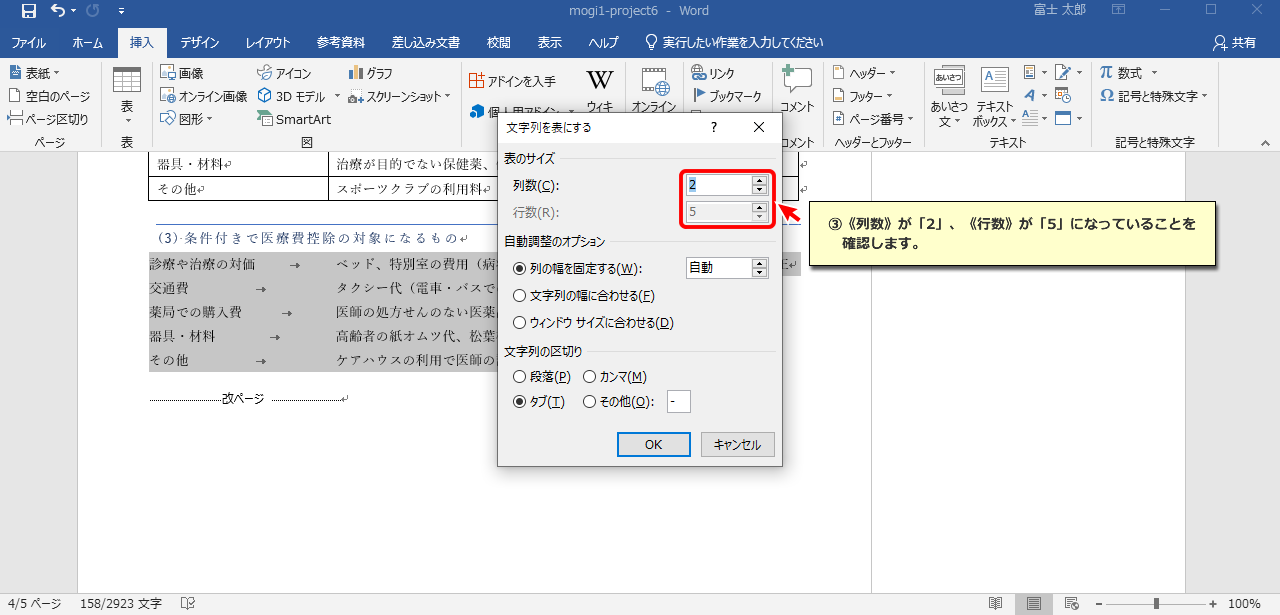 mogi1-project6 - Word
富士 太郎
ファイル ホーム 挿入 デザイン レイアウト 参考資料 差し込み文書 校閲 表示 ヘルプ 実行したい作業を入力してください 共有
表紙
空白のページ
ページ区切り
ページ
表
表
画像
オンライン画像
図形
アイコン
3D モデル
SmartArt
グラフ
スクリーンショット
図
アドインを入手
W
ウィキ
オンライン
リンク
ブックマーク
コメント
コメント
ヘッダー
フッター
ページ番号
ヘッダーとフッター
あいさつ
あいさつ
文
A
テキスト
ボックス
テキスト
π 数式
Ω 記号と特殊文字
記号と特殊文字
器具・材料
治療が目的でない保健薬、
その他
スポーツクラブの利用料
(3) 条件付きで医療費控除の対象になるもの
診療や治療の対価 → ベッド、特別室の費用（病
交通費 → タクシー代（電車・バスで
薬局での購入費 → 医師の処方せんのない医薬
器具・材料 → 高齢者の紙オムツ代、松葉
その他 → ケアハウスの利用で医師の
改ページ
文字列を表にする ?
表のサイズ
列数(C): 2
行数(R): 5
自動調整のオプション
列の幅を固定する(W): 自動
文字列の幅に合わせる(F)
ウィンドウ サイズに合わせる(D)
文字列の区切り
段落(P) カンマ(M)
タブ(T) その他(O): -
OK キャンセル
③《列数》が「2」、《行数》が「5」になっていることを
確認します。
4/5 ページ 158/2923 文字 100%